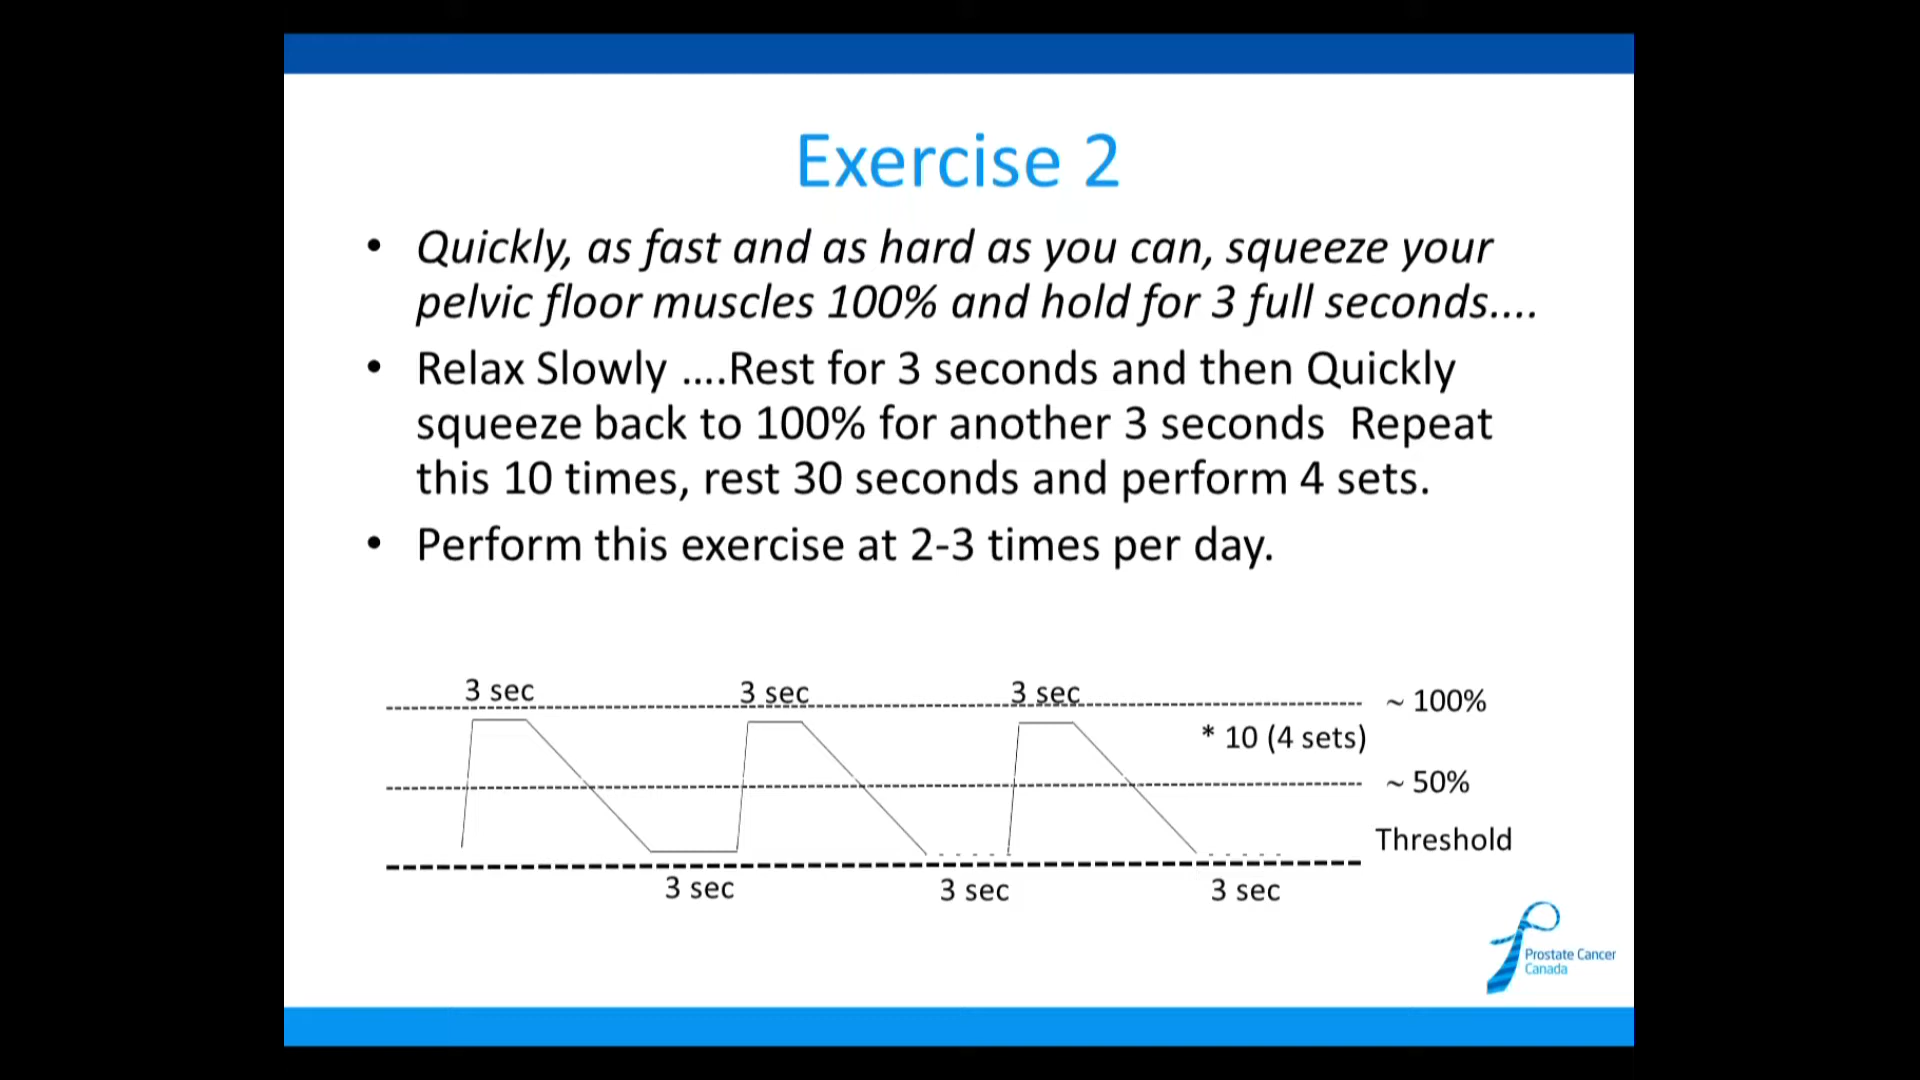 Exercise 2
• Quickly, as fast and as hard as you can, squeeze your
pelvic floor muscles 100% and hold for 3 full seconds....
• Relax Slowly ....Rest for 3 seconds and then Quickly
squeeze back to 100% for another 3 seconds  Repeat
this 10 times, rest 30 seconds and perform 4 sets.
• Perform this exercise at 2-3 times per day.
3 sec
3 sec
3 sec
~ 100%
* 10 (4 sets)
~ 50%
Threshold
3 sec
3 sec
3 sec
Prostate Cancer
Canada